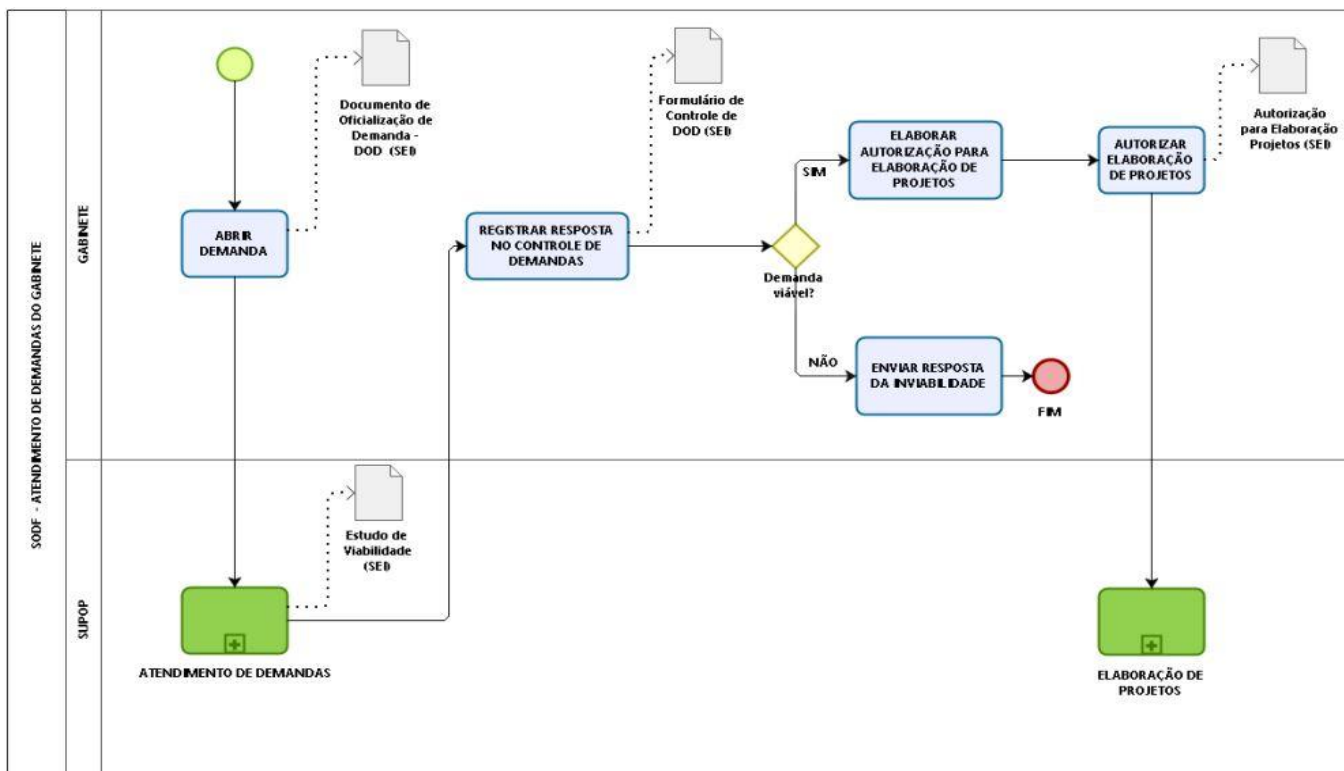 SODF - ATENDIMENTO DE DEMANDAS DO GABINETE
GABINETE
Documento de
Oficialização de
Demanda -
DOD (SEI)
ABRIR
DEMANDA
Formulário de
Controle de
DOD (SEI)
REGISTRAR RESPOSTA
NO CONTROLE DE
DEMANDAS
Demanda
viável?
SIM
ELABORAR
AUTORIZAÇÃO PARA
ELABORAÇÃO DE
PROJETOS
AUTORIZAR
ELABORAÇÃO
DE PROJETOS
Autorização
para Elaboração
Projetos (SEI)
NÃO
ENVIAR RESPOSTA
DA INVIABILIDADE
FIM
SUPOP
Estudo de
Viabilidade
(SEI)
ATENDIMENTO DE DEMANDAS
ELABORAÇÃO DE
PROJETOS